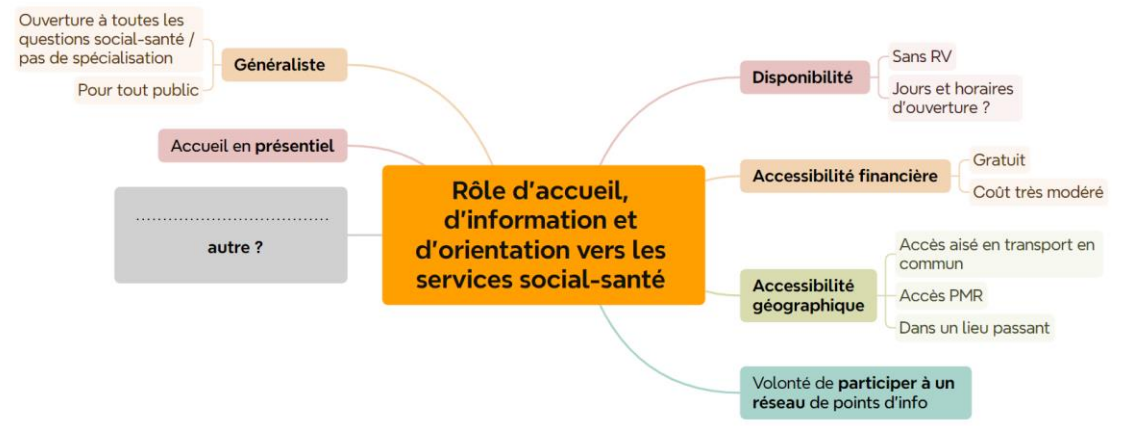 Ouverture à toutes les
questions social-santé /
pas de spécialisation
Pour tout public
Généraliste
Accueil en présentiel
....................................
autre ?
Rôle d'accueil,
d'information et
d'orientation vers les
services social-santé
Disponibilité
Sans RV
Jours et horaires
d'ouverture ?
Accessibilité financière
Gratuit
Coût très modéré
Accessibilité
géographique
Accès aisé en transport en
commun
Accès PMR
Dans un lieu passant
Volonté de participer à un
réseau de points d'info